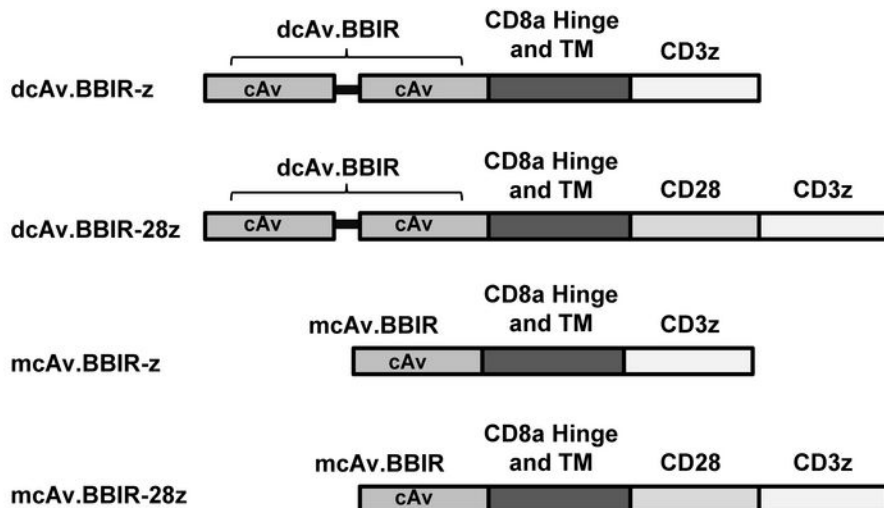 dcAv.BBIR
CD8a Hinge
and TM
CD3z
dcAv.BBIR-z
cAv
cAv
dcAv.BBIR
CD8a Hinge
and TM
CD28
CD3z
dcAv.BBIR-28z
cAv
cAv
mcAv.BBIR
CD8a Hinge
and TM
CD3z
mcAv.BBIR-z
cAv
mcAv.BBIR
CD8a Hinge
and TM
CD28
CD3z
mcAv.BBIR-28z
cAv